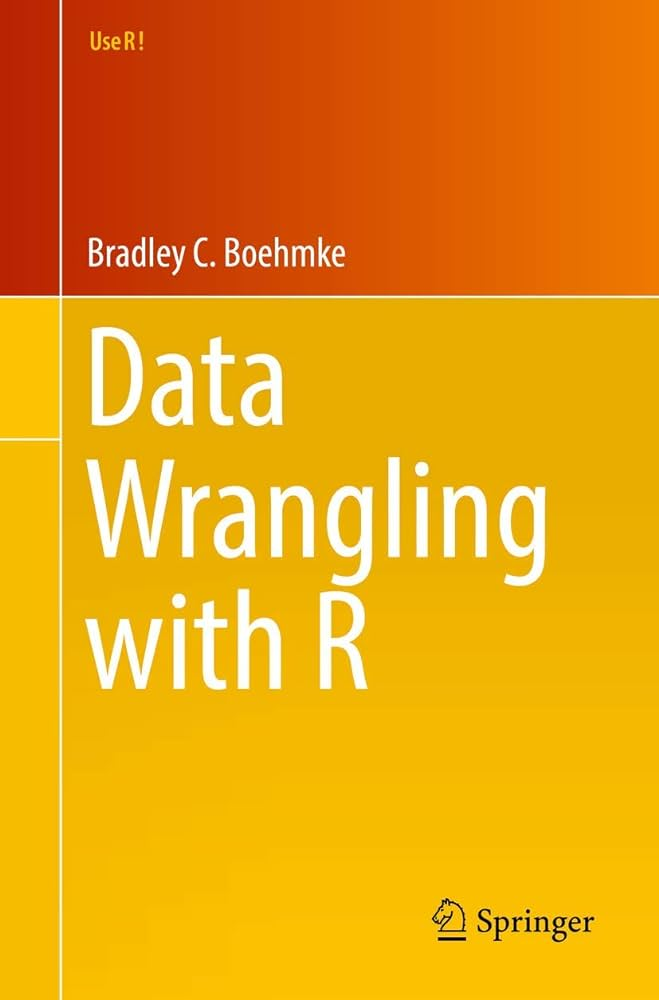 Use R!
Bradley C. Boehmke
Data
Wrangling
with R
Springer